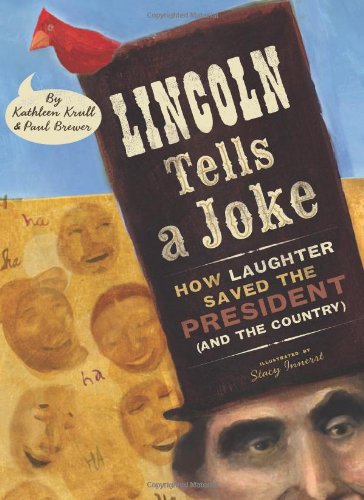 By
Kathleen Krull
& Paul Brewer
LINCOLN
Tells
a Joke
HOW LAUGHTER
SAVED THE
PRESIDENT
(AND THE COUNTRY)
ILLUSTRATED BY
Stacy Innerst
ha
he
ha
HA